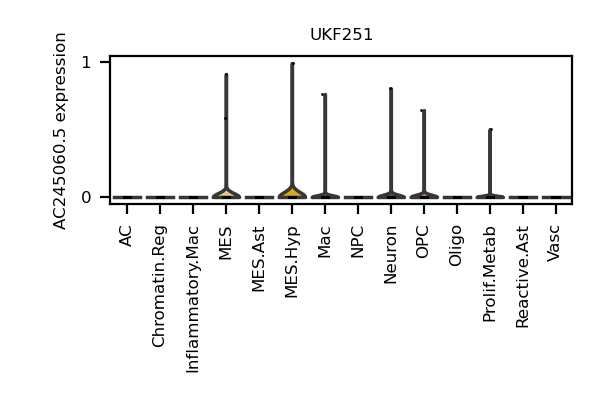 UKF251
AC245060.5 expression
1
0
AC
Chromatin.Reg
Inflammatory.Mac
MES
MES.Ast
MES.Hyp
Mac
NPC
Neuron
OPC
Oligo
Prolif.Metab
Reactive.Ast
Vasc